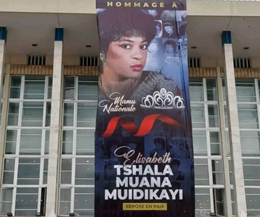 HOMMAGE À
Mamu
Nationale
Elisabeth
TSHALA
MUANA
MUIDIKAYI
REPOSE EN PAIX